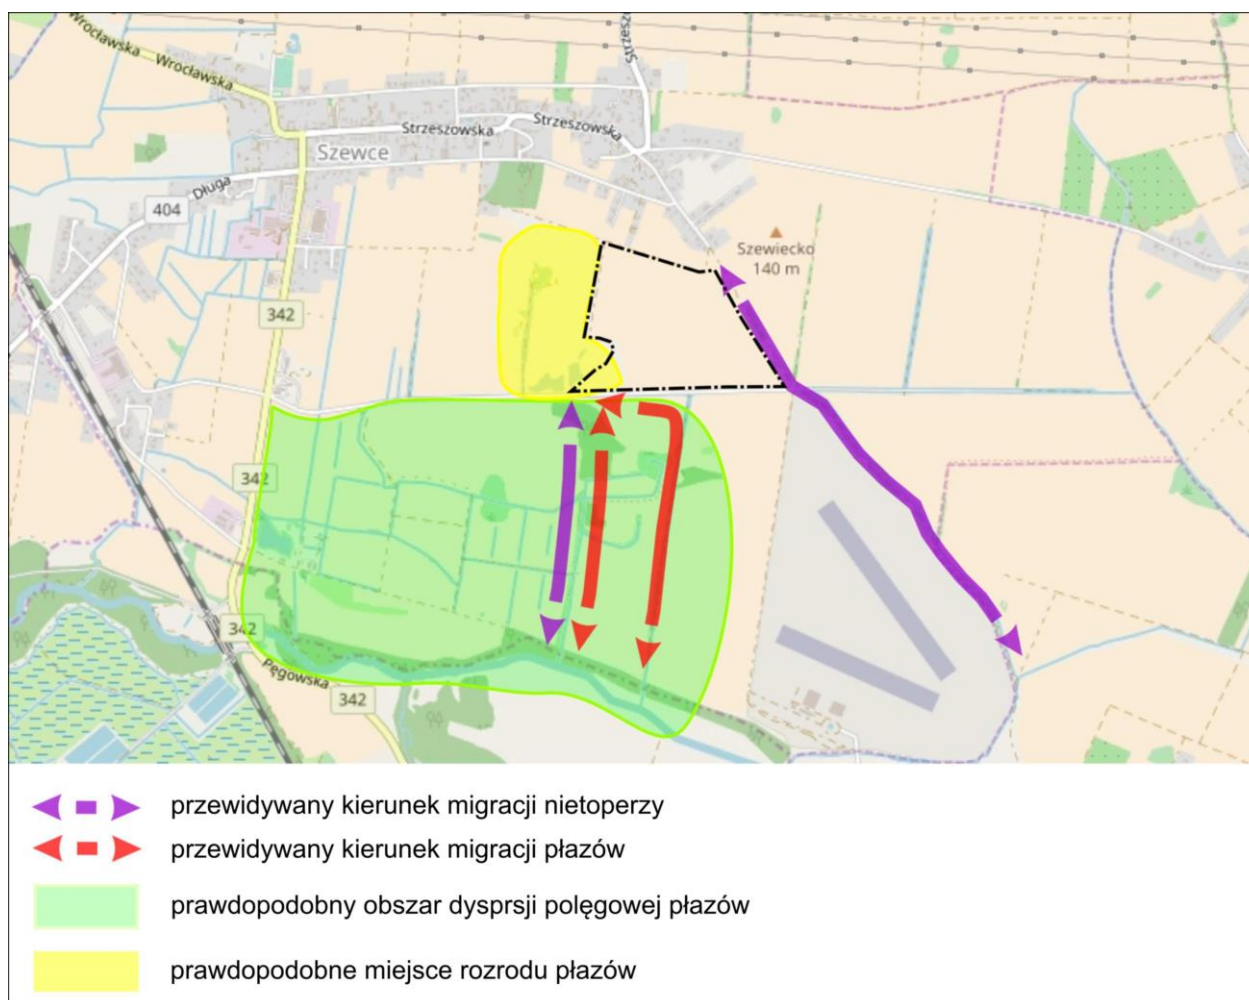 Wrocławska
Wrocławska
Strzesz
Strzeszowska
Strzeszowska
Szewce
Długa
404
Szewiecko
140 m
342
342
342
Pęgowska
342
przewidywany kierunek migracji nietoperzy
przewidywany kierunek migracji płazów
prawdopodobny obszar dysprsji polęgowej płazów
prawdopodobne miejsce rozrodu płazów